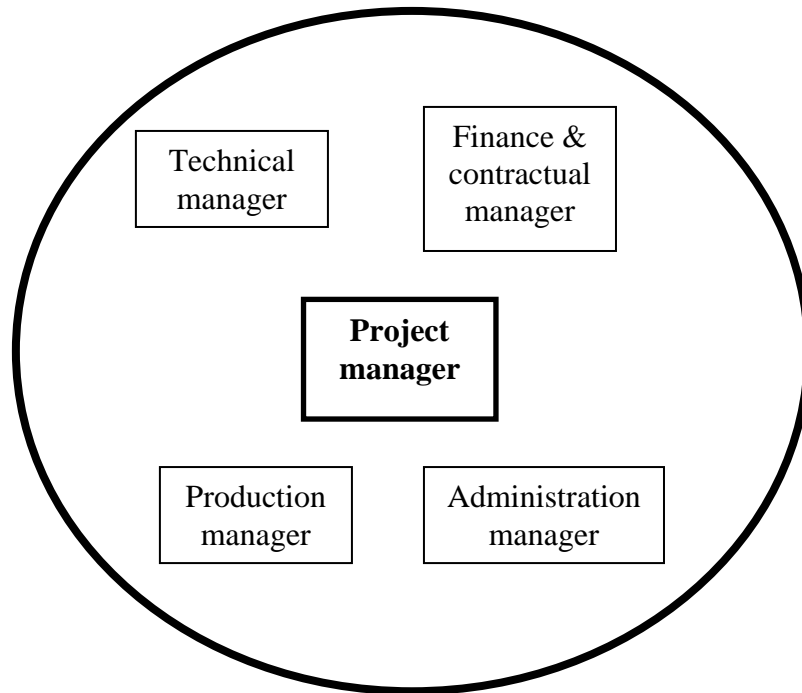 Technical
manager
Finance &
contractual
manager
Project
manager
Production
manager
Administration
manager